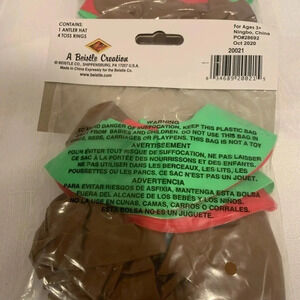 CONTAINS:
1 ANTLER HAT
4 TOSS RINGS
BEISTLE
A Beistle Creation
© BEISTLE CO. SHIPPENSBURG, PA 17257 U.S.A.
Made in China Expressly for the Beistle Co.
www.beistle.com
For Ages 3+
Ningbo, China
PO#28692
Oct 2020
20021
WARNING
TO AVOID DANGER OF SUFFOCATION, KEEP THIS PLASTIC BAG
AWAY FROM BABIES AND CHILDREN. DO NOT USE THIS BAG IN
CRIBS, BEDS, CARRIAGES OR PLAYPENS. THIS BAG IS NOT A TOY.
AVERTISSEMENT
POUR ÉVITER TOUT RISQUE DE SUFFOCATION, GARDEZ
CE SAC A LA PORTÉE DES NOURRISSONS ET DES ENFANTS.
NE PAS UTILISER DANS LES BERCEAUX, LES LITS, LES
POUSSETTES OU LES PARCS, CE SAC N'EST PAS UN JOUET.
ADVERTENCIA
PARA EVITAR RIESGOS DE ASFIXIA, MANTENGA ESTA BOLSA
FUERA DEL ALCANCE DE LOS BEBÉS Y LOS NIÑOS.
NO LA USE EN CUNAS, CAMAS, CARROS O CORRALES.
ESTA BOLSA NO ES UN JUGUETE.